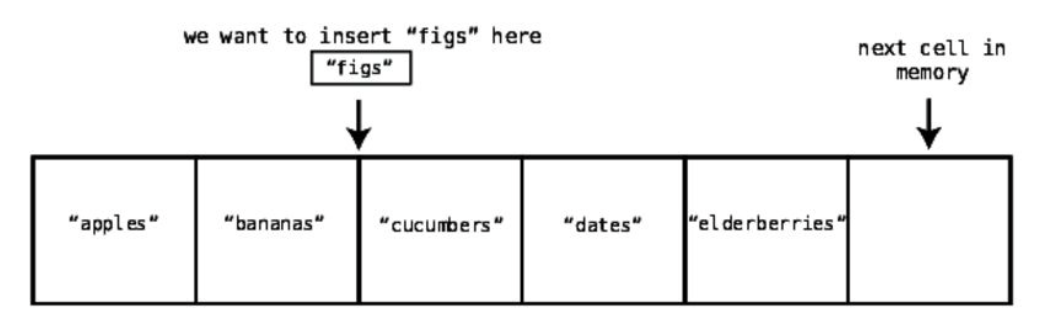 we want to insert “figs” here
“figs”
next cell in
memory
“apples”
“bananas”
“cucumbers”
“dates”
“elderberries”